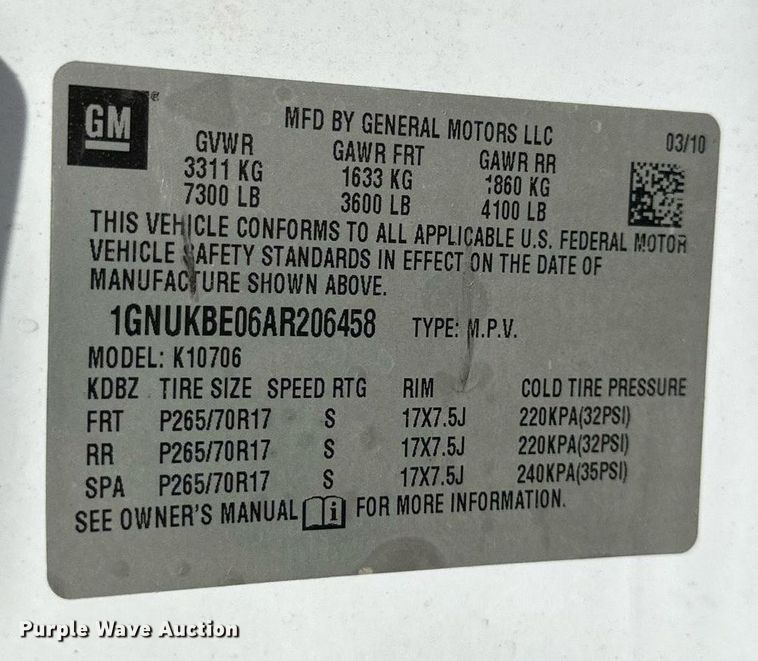 GM®
MFD BY GENERAL MOTORS LLC
03/10
GVWR GAWR FRT GAWR RR
3311 KG 1633 KG 1860 KG
7300 LB 3600 LB 4100 LB
THIS VEHICLE CONFORMS TO ALL APPLICABLE U.S. FEDERAL MOTOR
VEHICLE SAFETY STANDARDS IN EFFECT ON THE DATE OF
MANUFACTURE SHOWN ABOVE.
1GNUKBE06AR206458 TYPE: M.P.V.
MODEL: K10706
KDBZ TIRE SIZE SPEED RTG RIM COLD TIRE PRESSURE
FRT P265/70R17 S 17X7.5J 220KPA(32PSI)
RR P265/70R17 S 17X7.5J 220KPA(32PSI)
SPA P265/70R17 S 17X7.5J 240KPA(35PSI)
SEE OWNER'S MANUAL i FOR MORE INFORMATION.
Purple Wave Auction